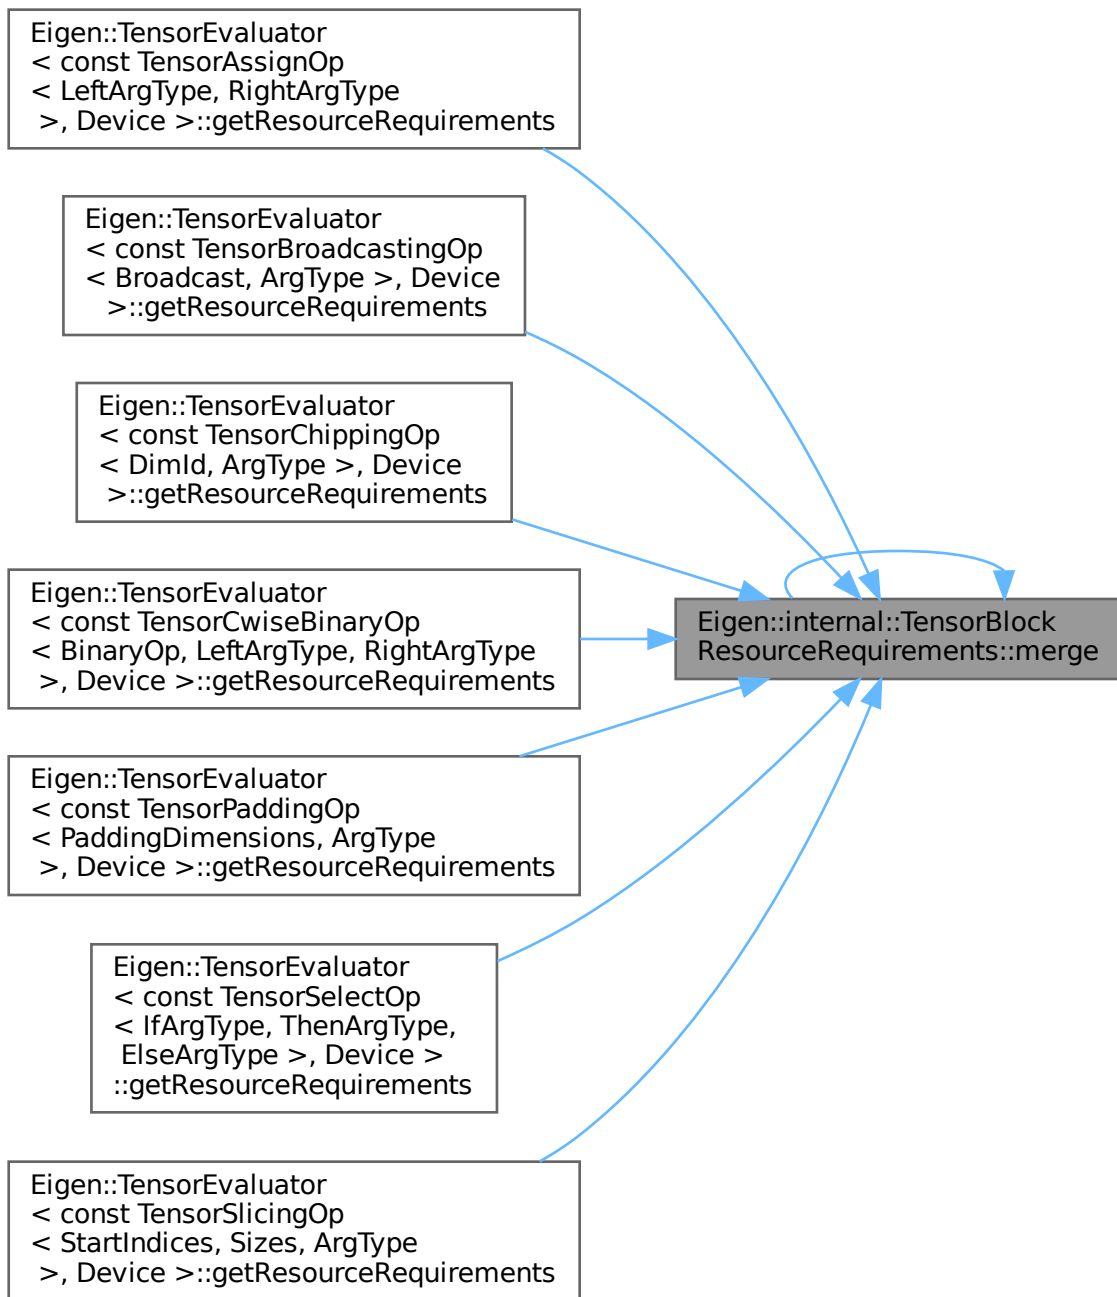 Eigen::TensorEvaluator
< const TensorAssignOp
< LeftArgType, RightArgType
>, Device >::getResourceRequirements
Eigen::TensorEvaluator
< const TensorBroadcastingOp
< Broadcast, ArgType >, Device
>::getResourceRequirements
Eigen::TensorEvaluator
< const TensorChippingOp
< DimId, ArgType >, Device
>::getResourceRequirements
Eigen::TensorEvaluator
< const TensorCwiseBinaryOp
< BinaryOp, LeftArgType, RightArgType
>, Device >::getResourceRequirements
Eigen::internal::TensorBlock
ResourceRequirements::merge
Eigen::TensorEvaluator
< const TensorPaddingOp
< PaddingDimensions, ArgType
>, Device >::getResourceRequirements
Eigen::TensorEvaluator
< const TensorSelectOp
< IfArgType, ThenArgType,
ElseArgType >, Device >
::getResourceRequirements
Eigen::TensorEvaluator
< const TensorSlicingOp
< StartIndices, Sizes, ArgType
>, Device >::getResourceRequirements